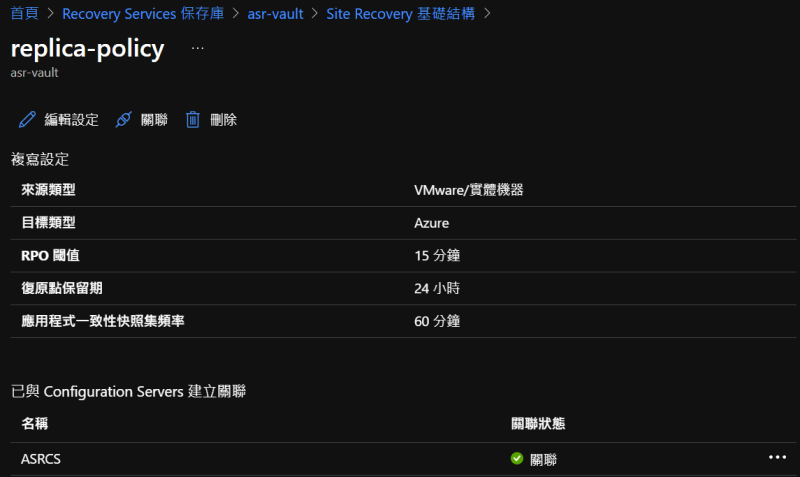 首頁 > Recovery Services 保存庫 > asr-vault > Site Recovery 基礎結構 >
replica-policy ...
asr-vault
編輯設定 關聯 刪除
複寫設定
來源類型 VMware/實體機器
目標類型 Azure
RPO 閾值 15 分鐘
復原點保留期 24 小時
應用程式一致性快照集頻率 60 分鐘
已與 Configuration Servers 建立關聯
名稱 關聯狀態
ASRCS 關聯 ...